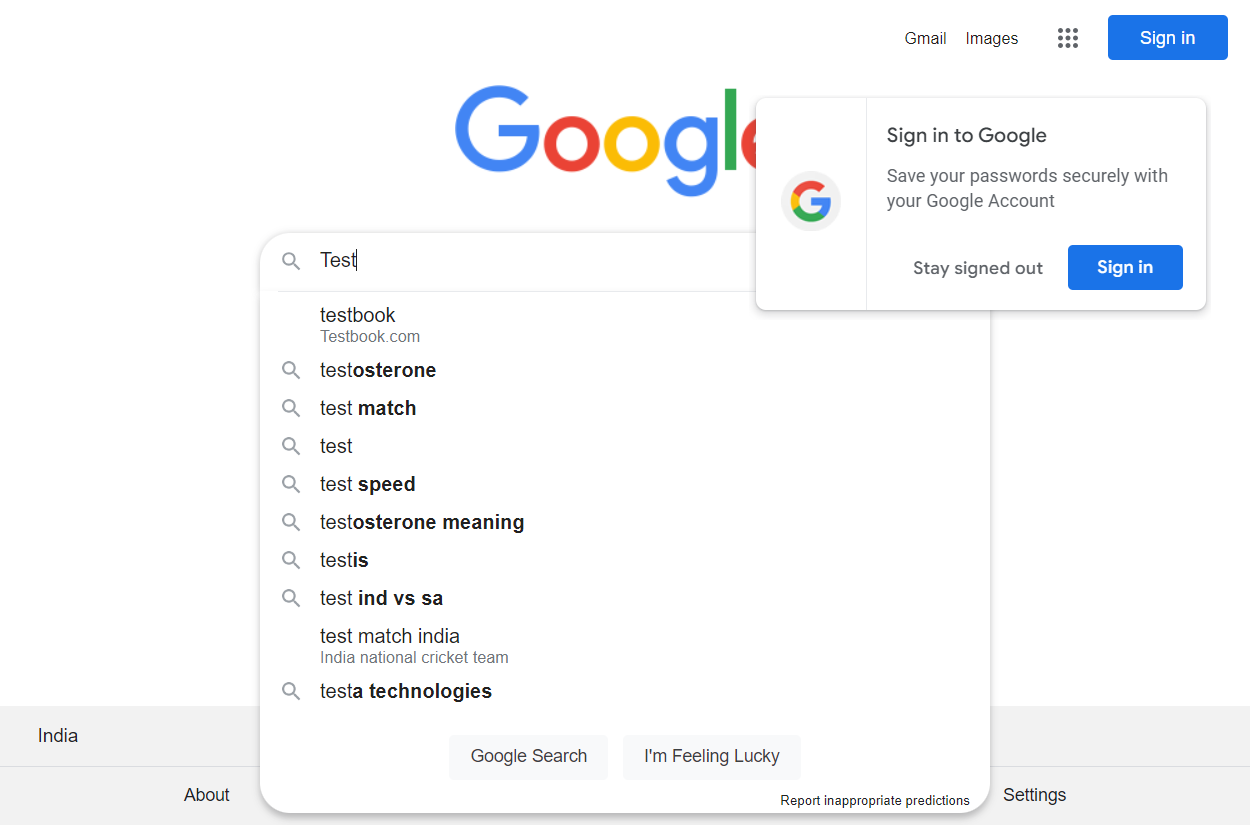 Gmail Images Sign in
Google
Sign in to Google
Save your passwords securely with
your Google Account
Stay signed out Sign in
Test
testbook
Testbook.com
testosterone
test match
test
test speed
testosterone meaning
testis
test ind vs sa
test match india
India national cricket team
testa technologies
Google Search I'm Feeling Lucky
Report inappropriate predictions
India
About Settings